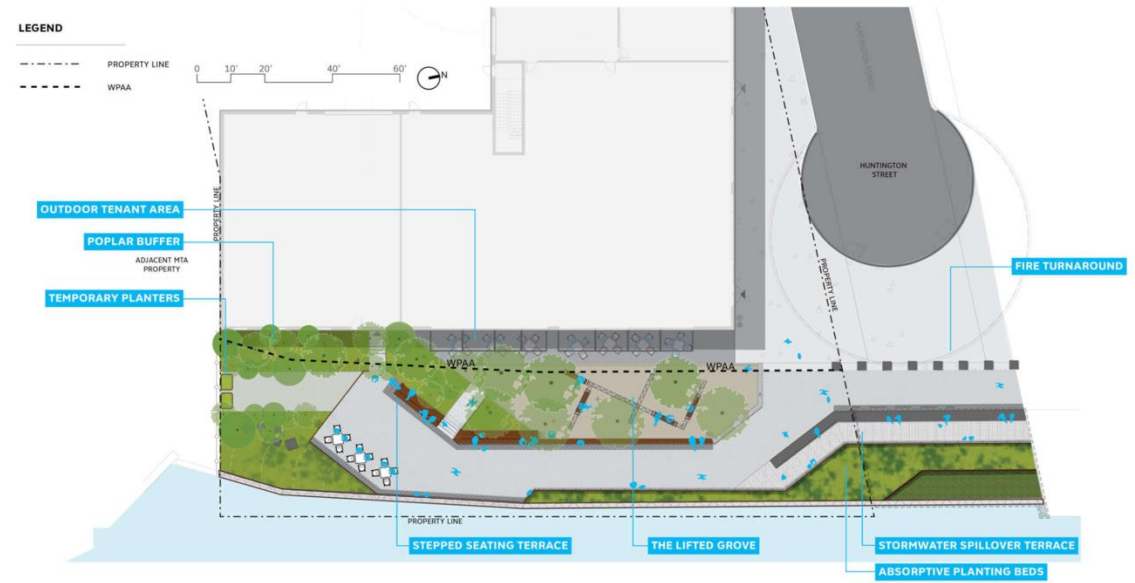 LEGEND
PROPERTY LINE
WPAA
0 10' 20' 40' 60'
N
HUNTINGTON STREET
HUNTINGTON
STREET
OUTDOOR TENANT AREA
PROPERTY LINE
POPLAR BUFFER
ADJACENT MTA
PROPERTY
TEMPORARY PLANTERS
PROPERTY LINE
FIRE TURNAROUND
WPAA
WPAA
PROPERTY LINE
STEPPED SEATING TERRACE
THE LIFTED GROVE
STORMWATER SPILLOVER TERRACE
ABSORPTIVE PLANTING BEDS